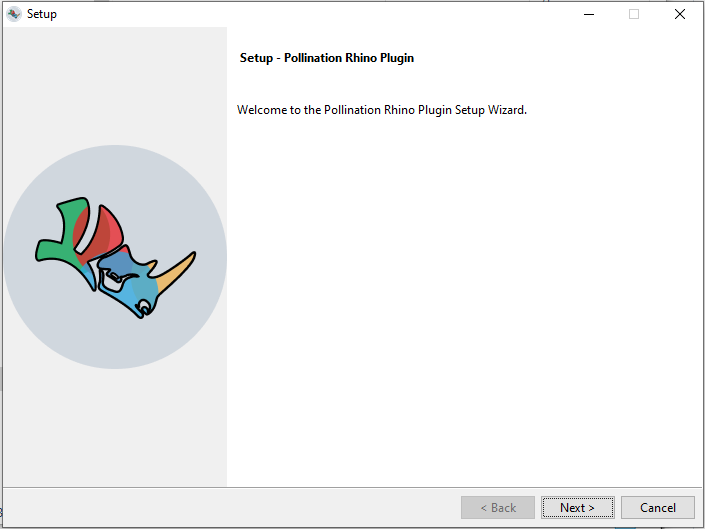 Setup
Setup - Pollination Rhino Plugin
Welcome to the Pollination Rhino Plugin Setup Wizard.
< Back Next > Cancel